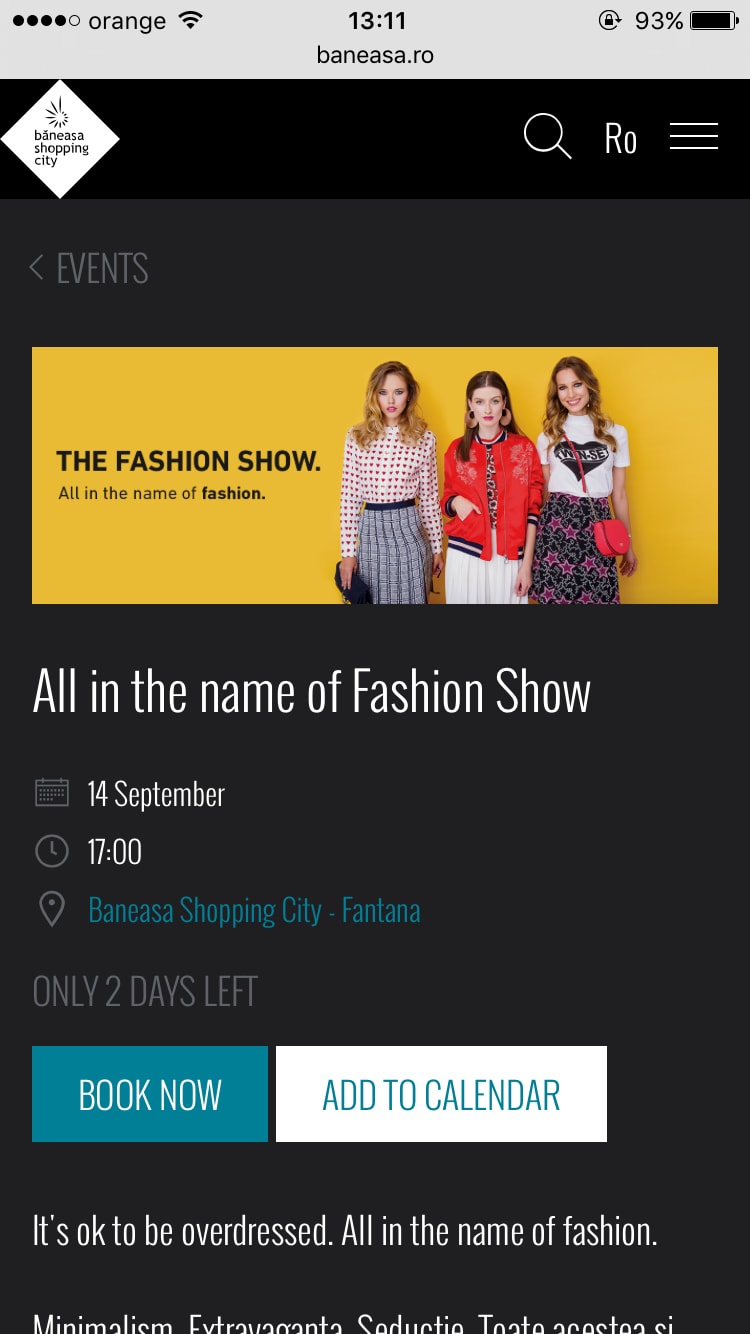 orange 13:11 93%
baneasa.ro
băneasa
shopping
city
Ro
EVENTS
THE FASHION SHOW.
All in the name of fashion.
TWIN-SET
All in the name of Fashion Show
14 September
17:00
Baneasa Shopping City - Fantana
ONLY 2 DAYS LEFT
BOOK NOW ADD TO CALENDAR
It's ok to be overdressed. All in the name of fashion.
Minimalism. Extravaganta. Seductie. Toate acestea si